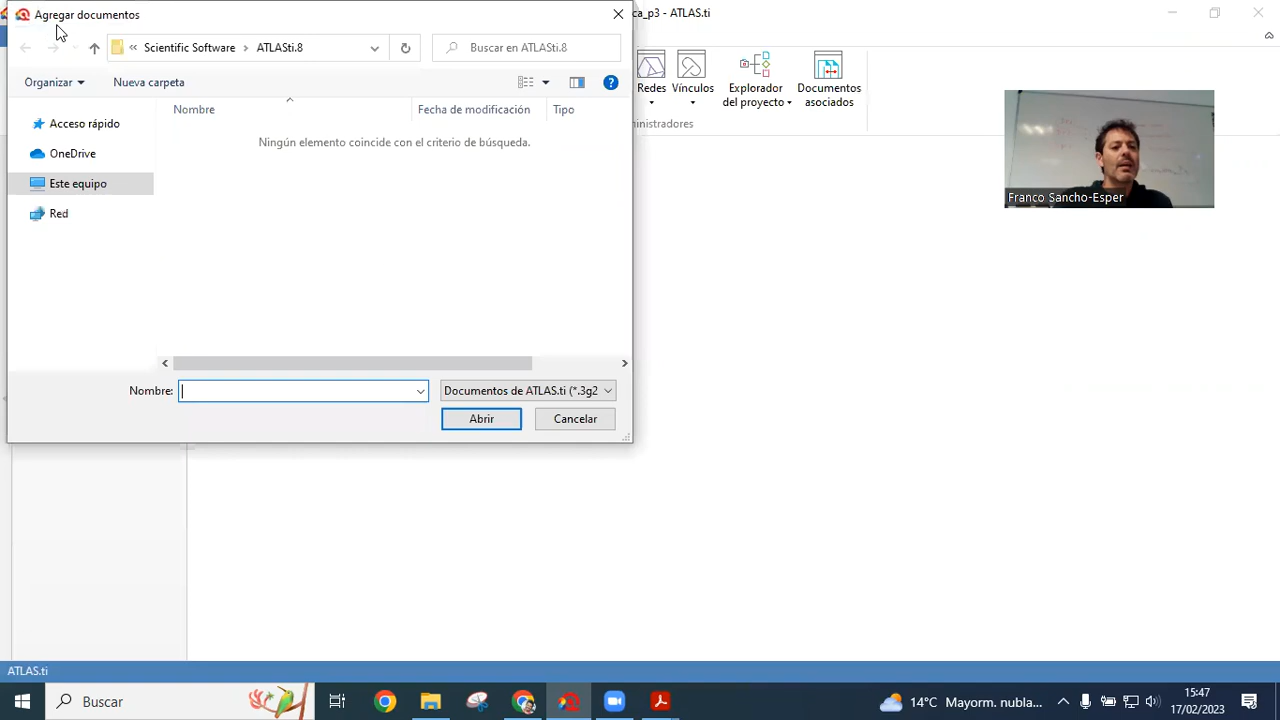 Agregar documentos
ca_p3 - ATLAS.ti
Scientific Software
ATLASti.8
Buscar en ATLASti.8
Organizar
Nueva carpeta
Redes
Vínculos
Explorador
del proyecto
Documentos
asociados
Nombre
Fecha de modificación
Tipo
nistradores
Acceso rápido
Ningún elemento coincide con el criterio de búsqueda.
OneDrive
Este equipo
Red
Franco Sancho-Esper
Nombre:
Documentos de ATLAS.ti (*.3g2
Abrir
Cancelar
ATLAS.ti
Buscar
14°C Mayorm. nubla...
15:47
17/02/2023